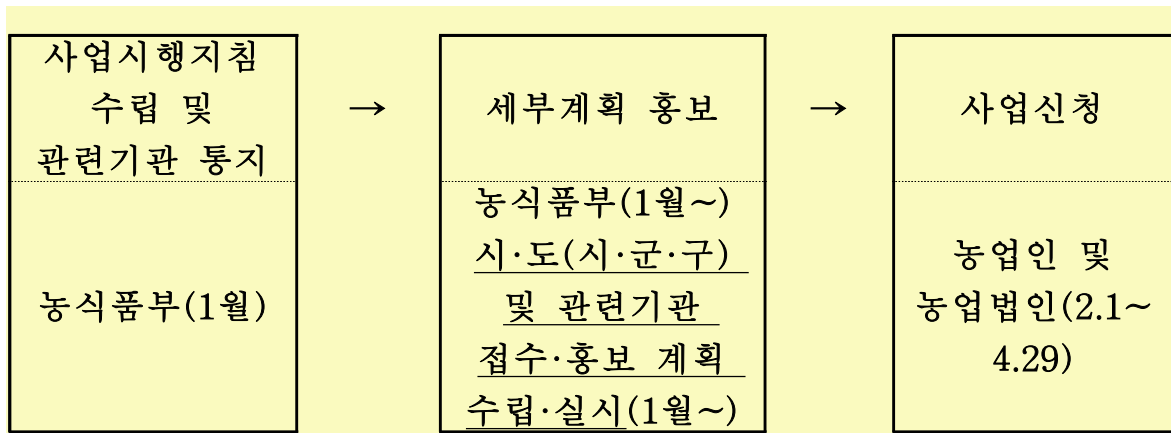 사업시행지침
수립 및
관련기관 통지
농식품부(1월)
→
세부계획 홍보
농식품부(1월~)
시·도(시·군·구)
및 관련기관
접수·홍보 계획
수립·실시(1월~)
→
사업신청
농업인 및
농업법인(2.1~
4.29)